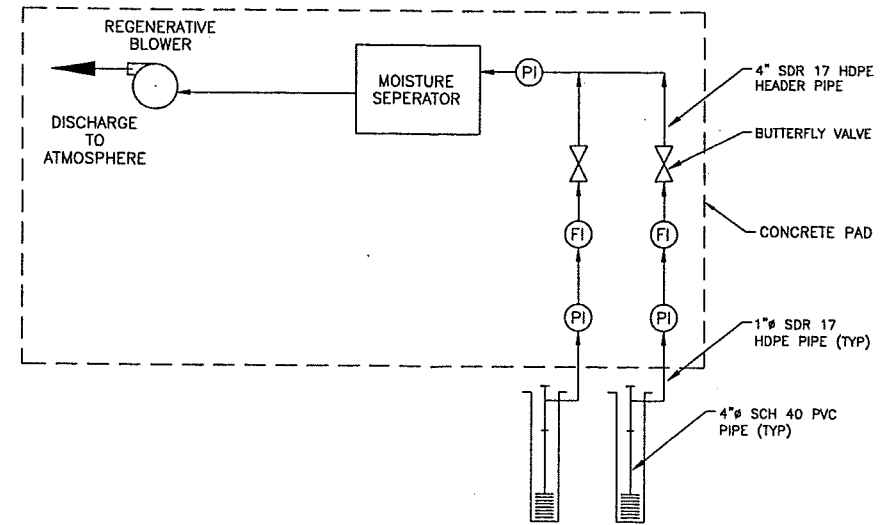 REGENERATIVE
BLOWER
DISCHARGE
TO
ATMOSPHERE
MOISTURE
SEPERATOR
PI
4" SDR 17 HDPE
HEADER PIPE
BUTTERFLY VALVE
FI
FI
CONCRETE PAD
PI
PI
1"ø SDR 17
HDPE PIPE (TYP)
4"ø SCH 40 PVC
PIPE (TYP)